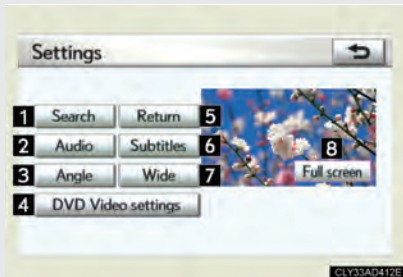 Settings
1 Search Return 5
2 Audio Subtitles 6
3 Angle Wide 7
8
Full screen
4 DVD Video settings
CLY33AD412E